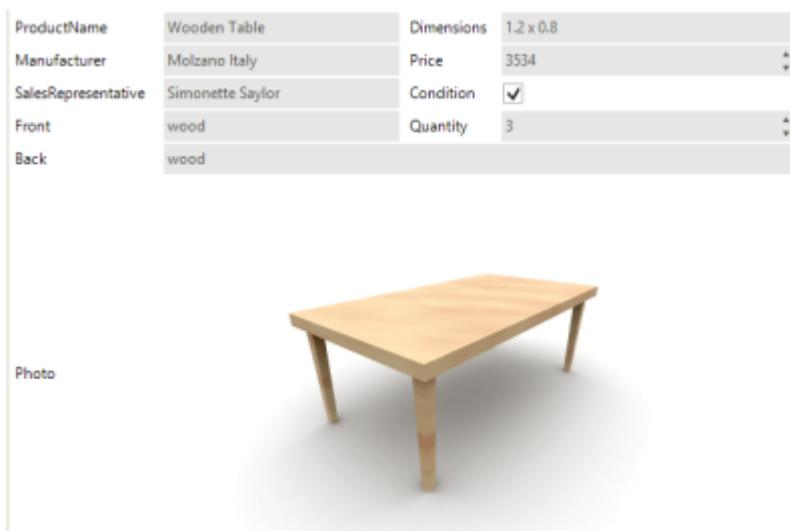 ProductName Wooden Table Dimensions 1.2 x 0.8
Manufacturer Molzano Italy Price 3534
SalesRepresentative Simonette Saylor Condition
Front wood Quantity 3
Back wood
Photo